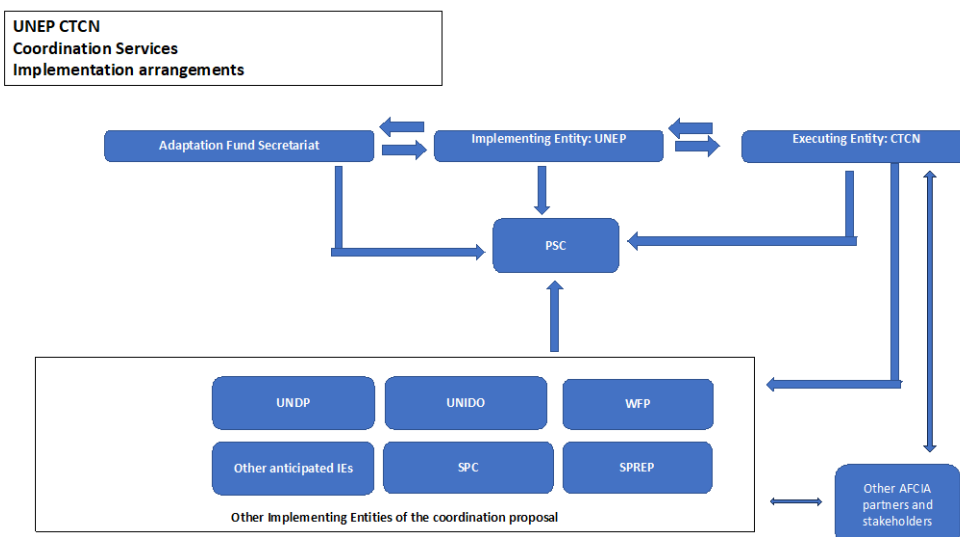 UNEP CTCN
Coordination Services
Implementation arrangements
Adaptation Fund Secretariat
Implementing Entity: UNEP
Executing Entity: CTCN
PSC
UNDP
UNIDO
WFP
Other anticipated IEs
SPC
SPREP
Other Implementing Entities of the coordination proposal
Other AFCIA
partners and
stakeholders